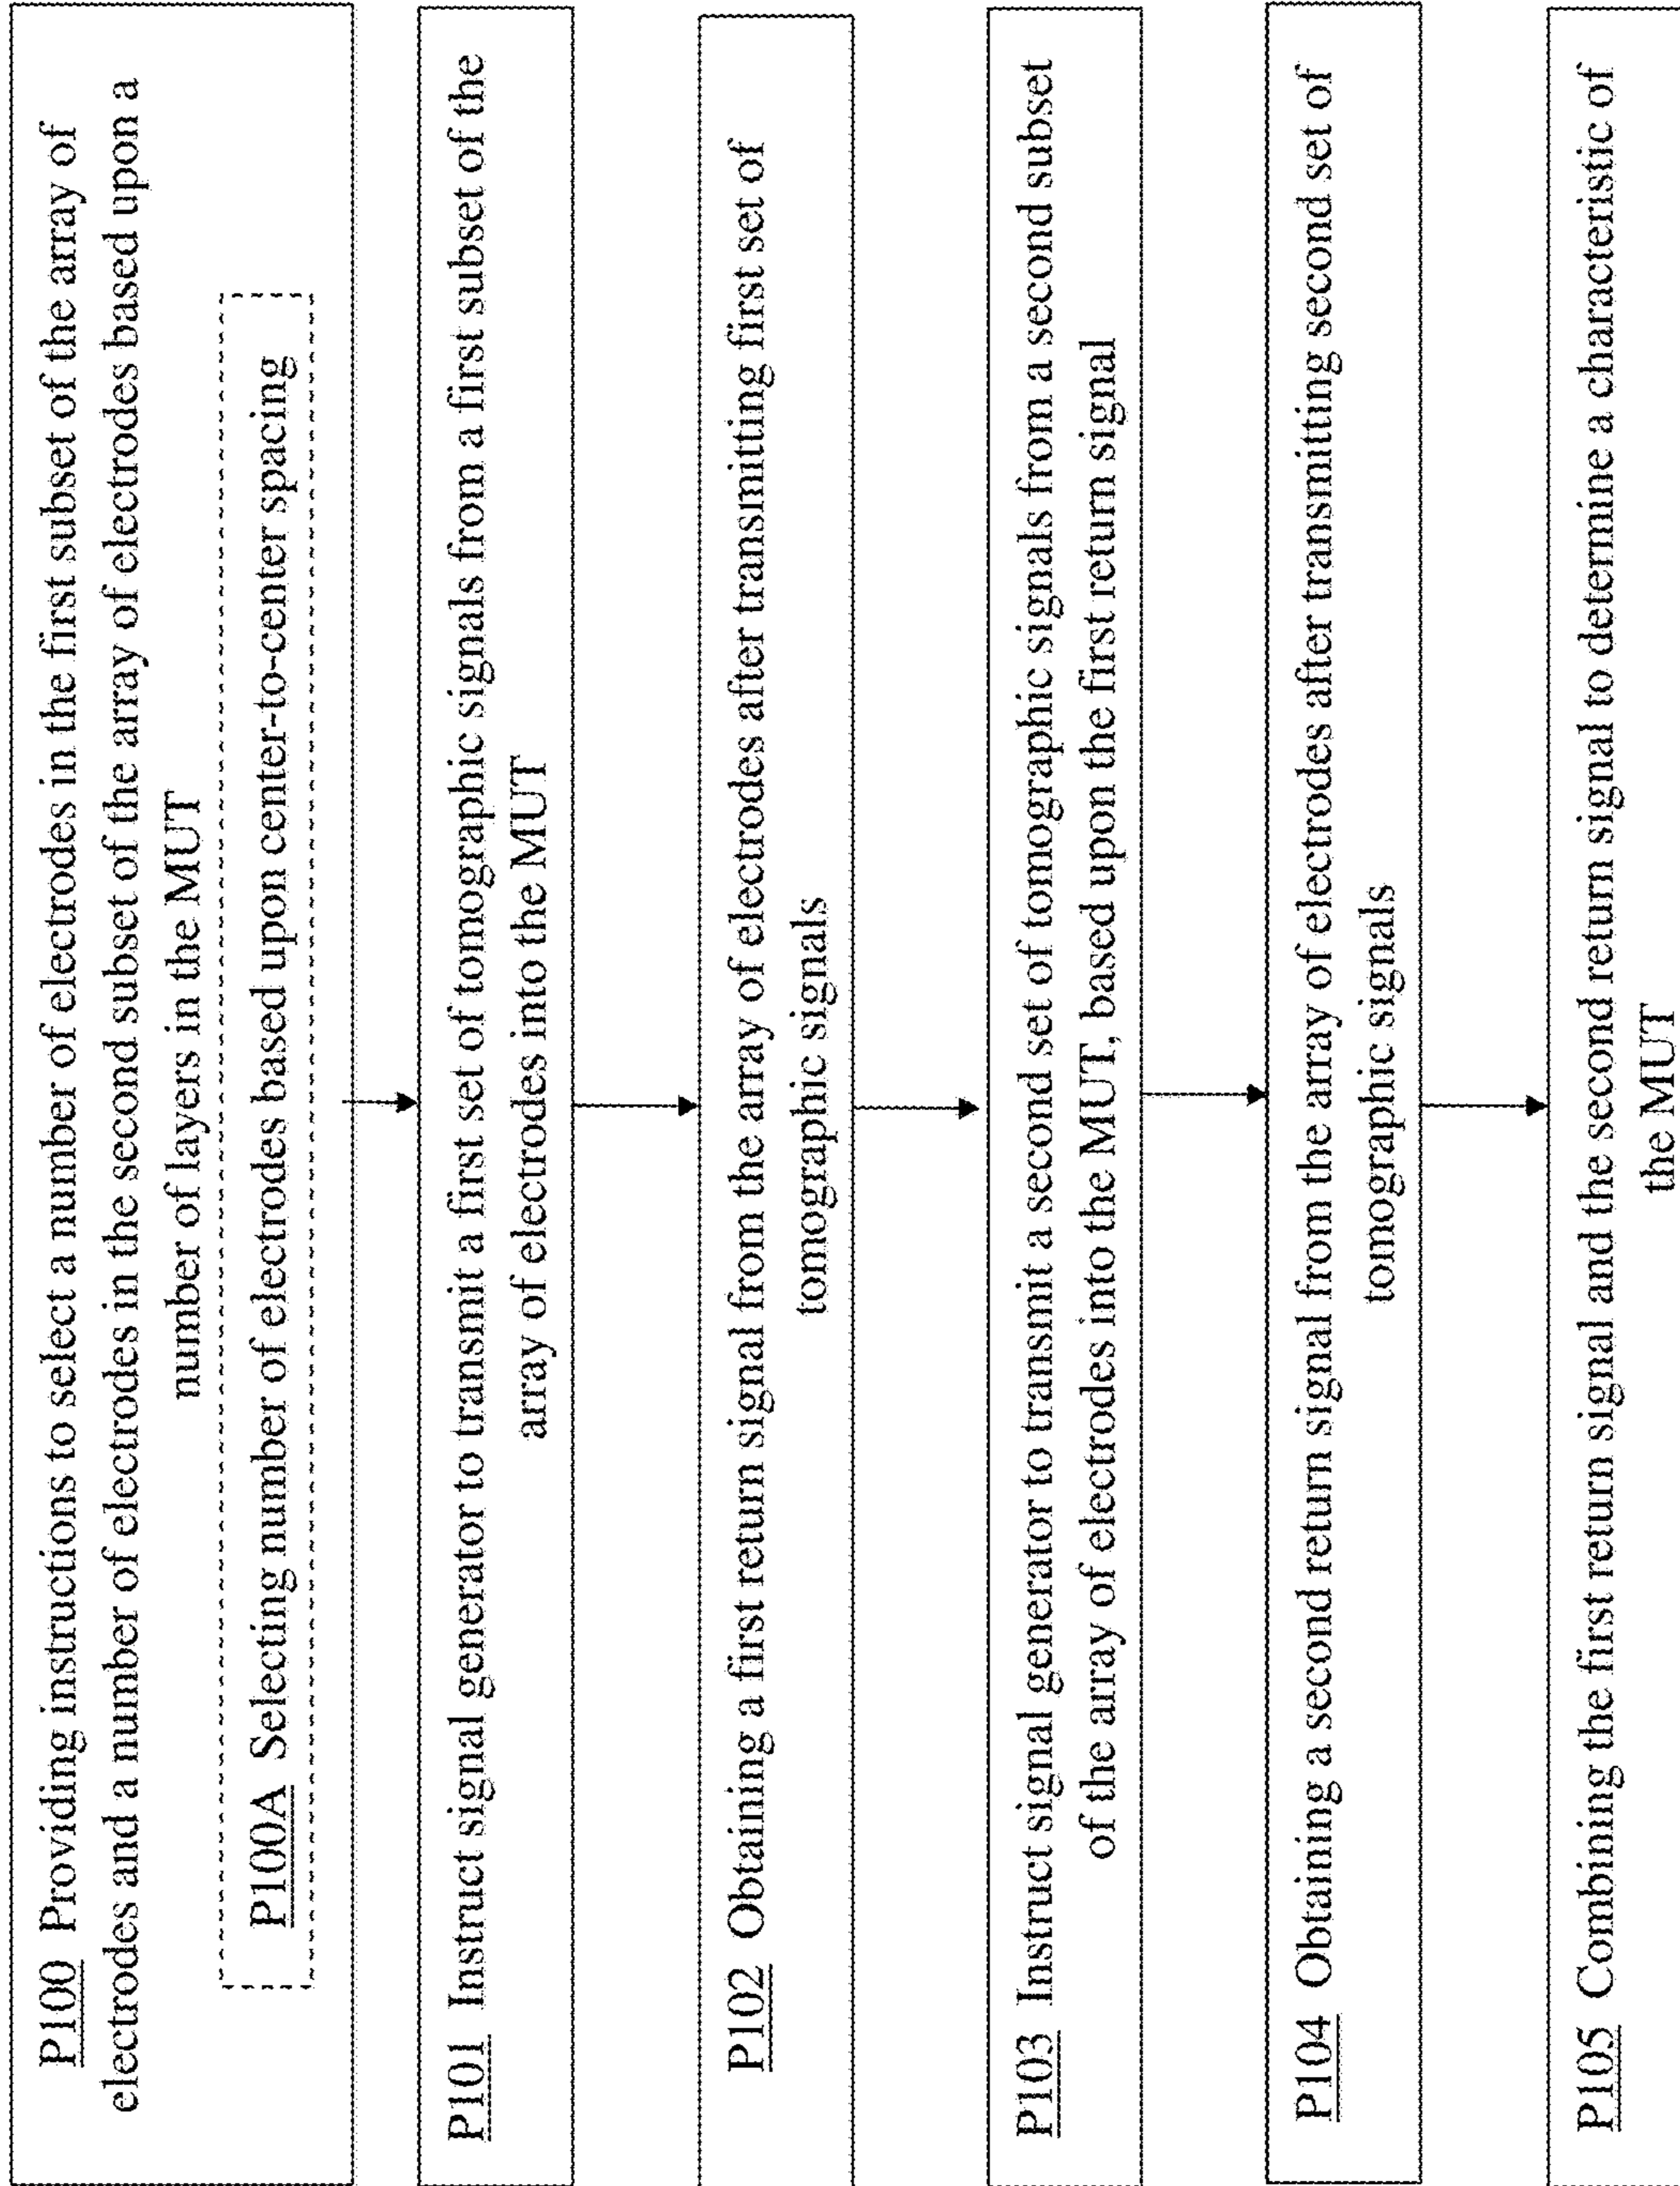 P100 Providing instructions to select a number of electrodes in the first subset of the array of
electrodes and a number of electrodes in the second subset of the array of electrodes based upon a
number of layers in the MUT
P100A Selecting number of electrodes based upon center-to-center spacing
P101 Instruct signal generator to transmit a first set of tomographic signals from a first subset of the
array of electrodes into the MUT
P102 Obtaining a first return signal from the array of electrodes after transmitting first set of
tomographic signals
P103 Instruct signal generator to transmit a second set of tomographic signals from a second subset
of the array of electrodes into the MUT, based upon the first return signal
P104 Obtaining a second return signal from the array of electrodes after transmitting second set of
tomographic signals
P105 Combining the first return signal and the second return signal to determine a characteristic of
the MUT